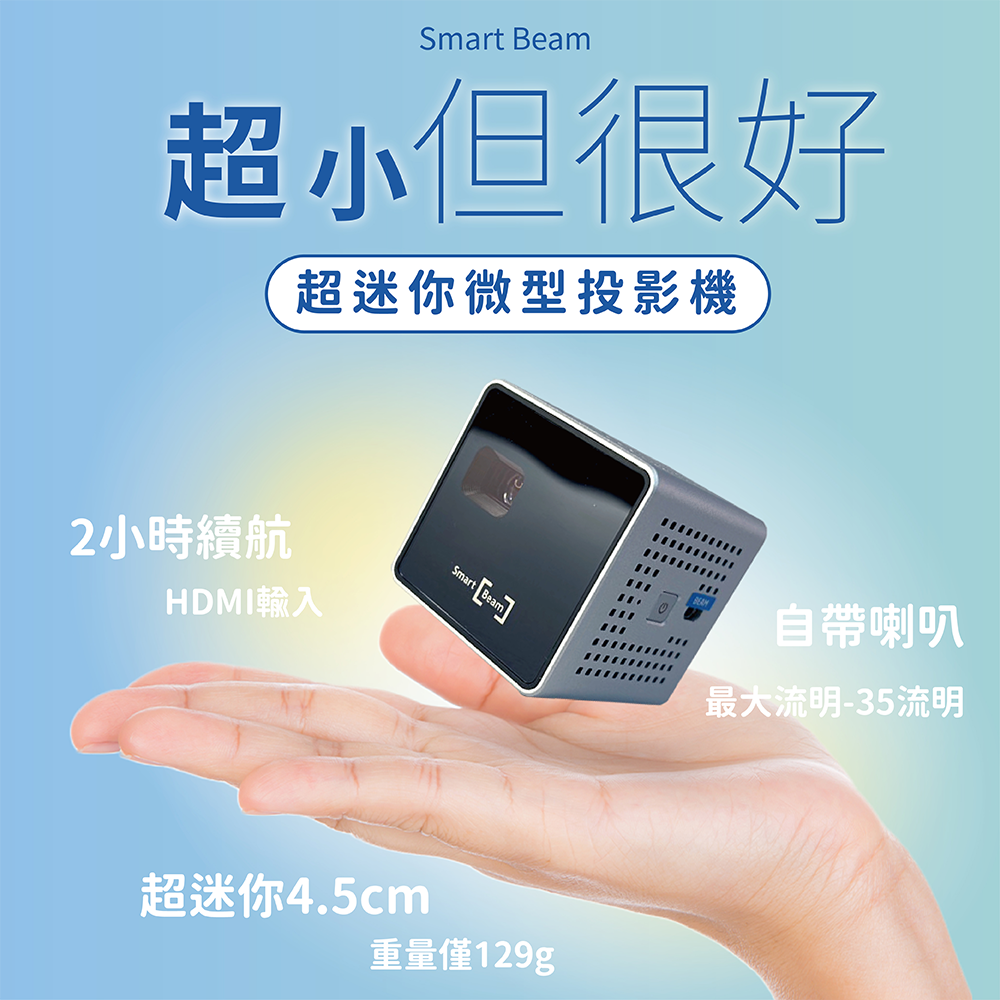 Smart Beam
超小但很好
超迷你微型投影機
2小時續航
HDMI輸入
Smart
Beam
BEAM
自帶喇叭
最大流明-35流明
超迷你4.5cm
重量僅129g